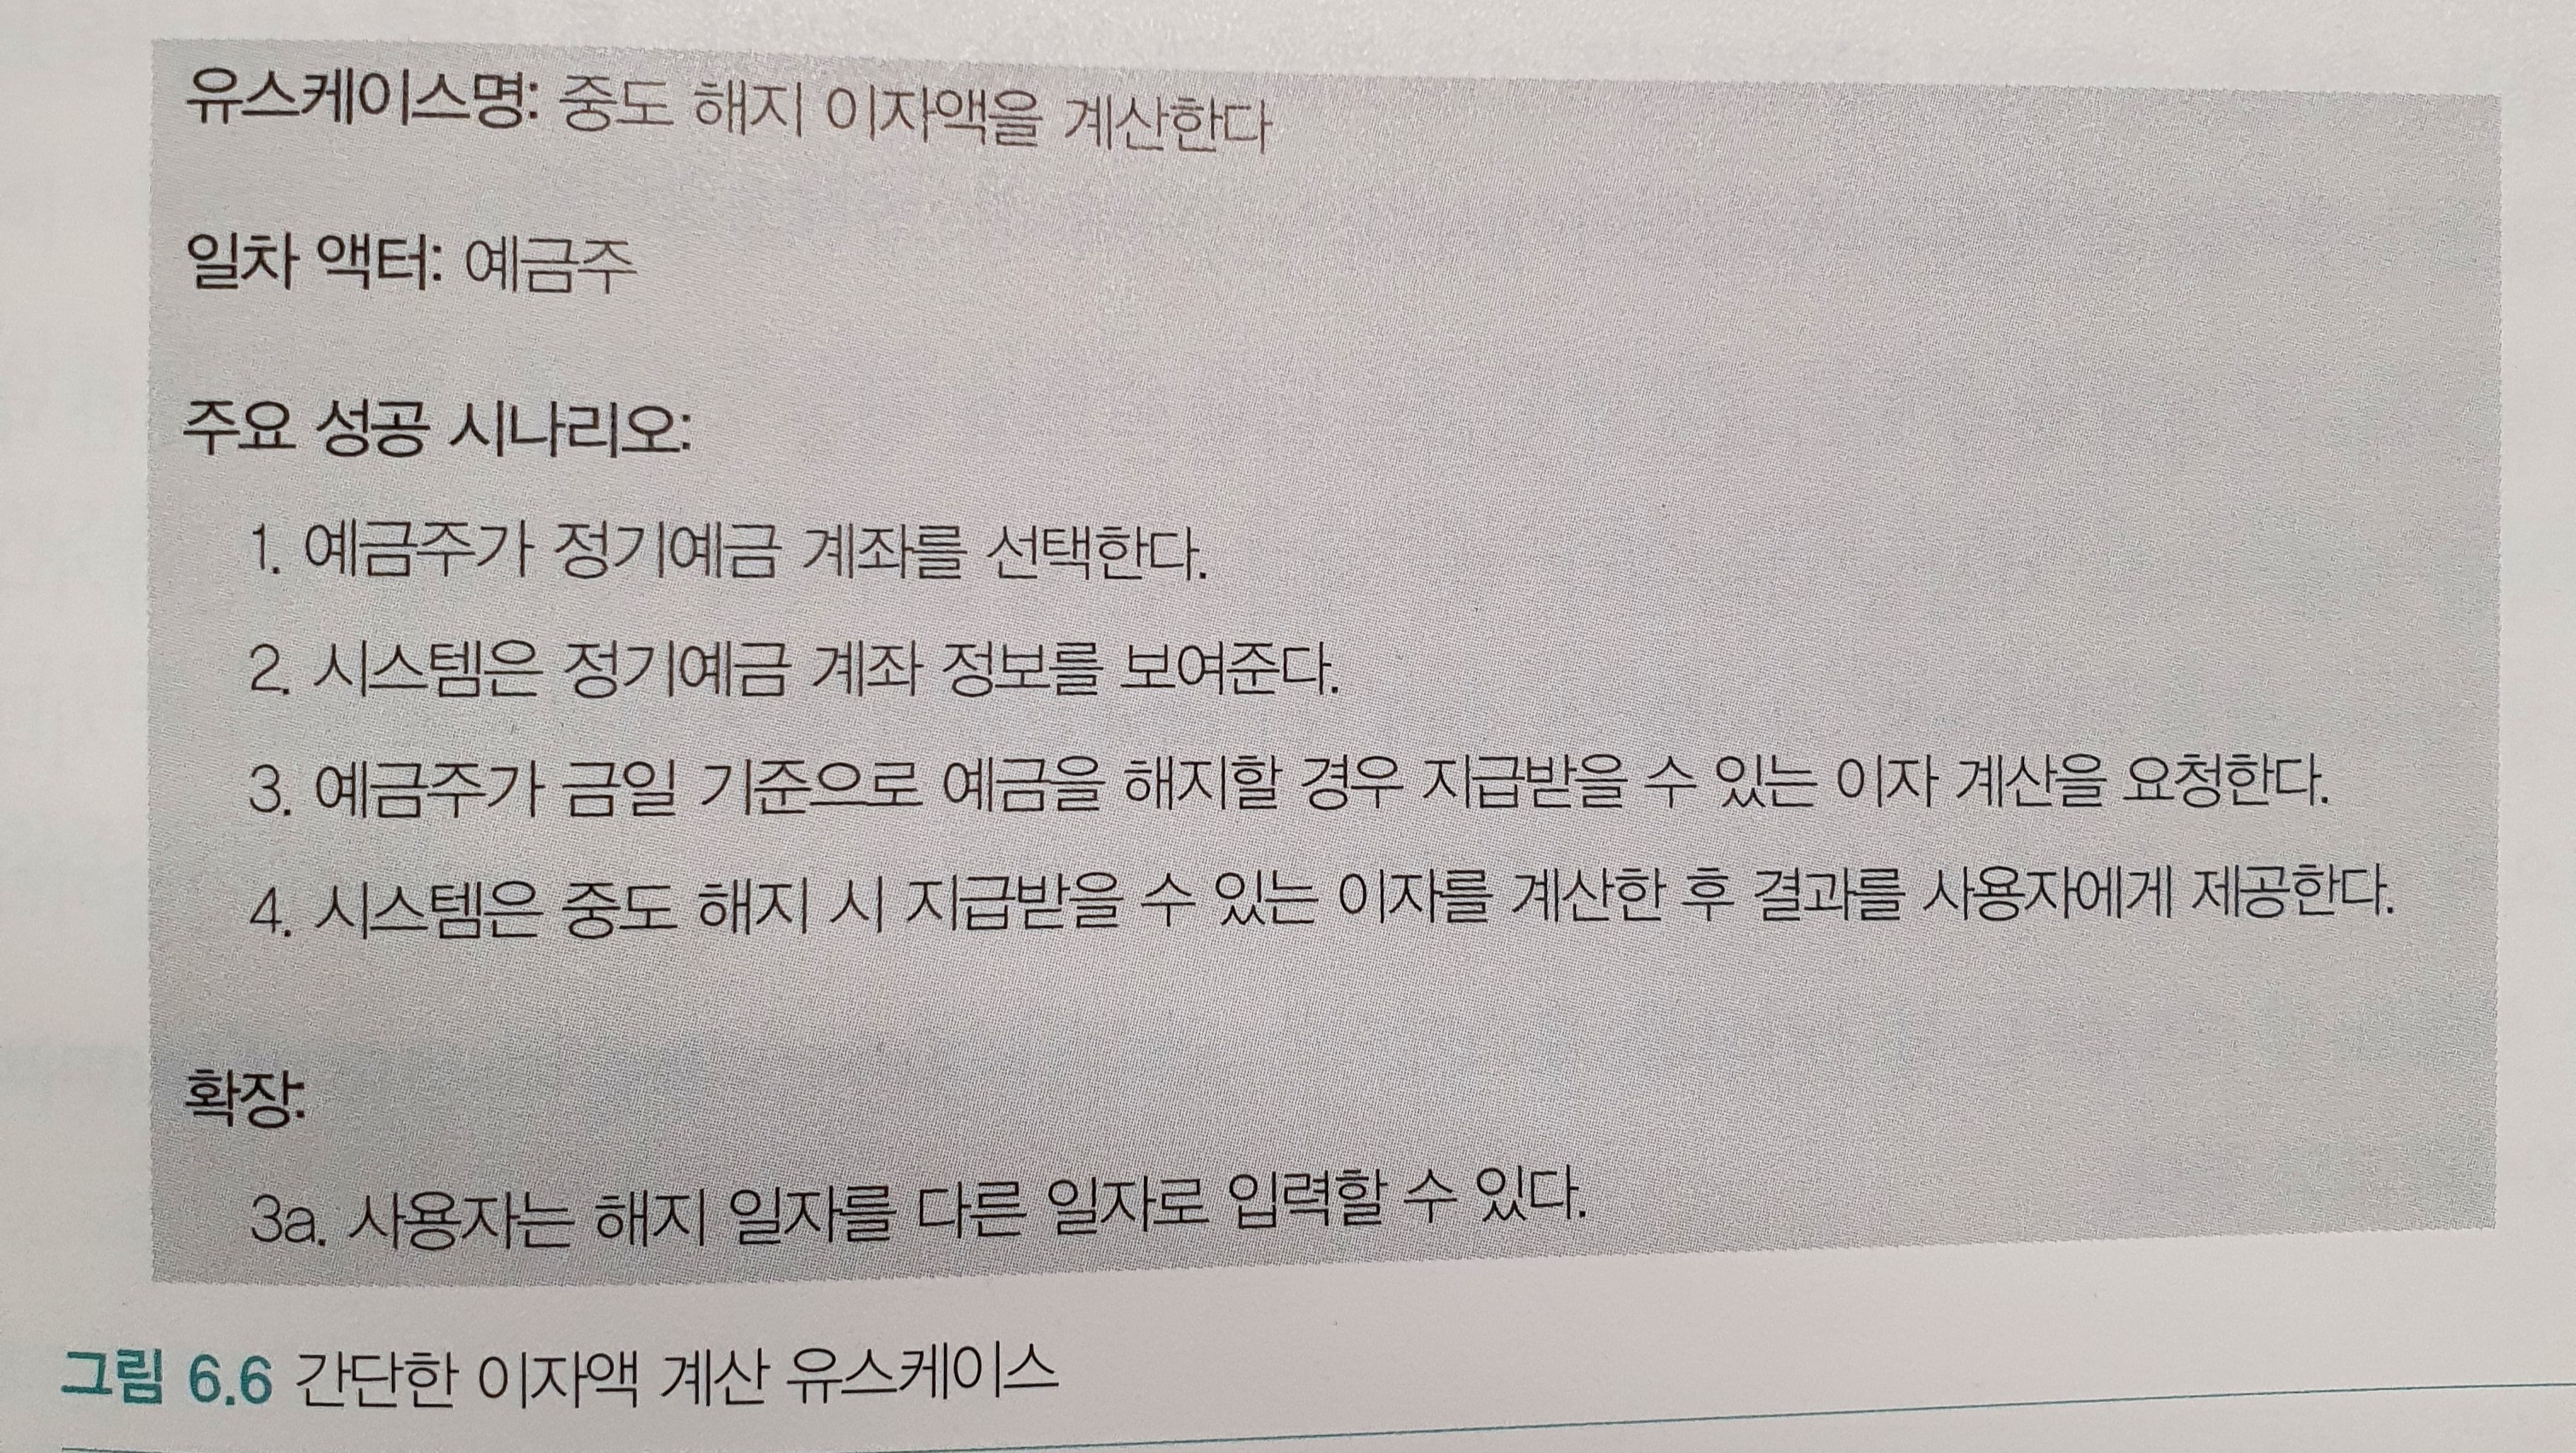 유스케이스명: 중도 해지 이자액을 계산한다
일차 액터: 예금주
주요 성공 시나리오:
1. 예금주가 정기예금 계좌를 선택한다.
2. 시스템은 정기예금 계좌 정보를 보여준다.
3. 예금주가 금일 기준으로 예금을 해지할 경우 지급받을 수 있는 이자 계산을 요청한다.
4. 시스템은 중도 해지 시 지급받을 수 있는 이자를 계산한 후 결과를 사용자에게 제공한다.
확장:
3a. 사용자는 해지 일자를 다른 일자로 입력할 수 있다.
그림 6.6 간단한 이자액 계산 유스케이스